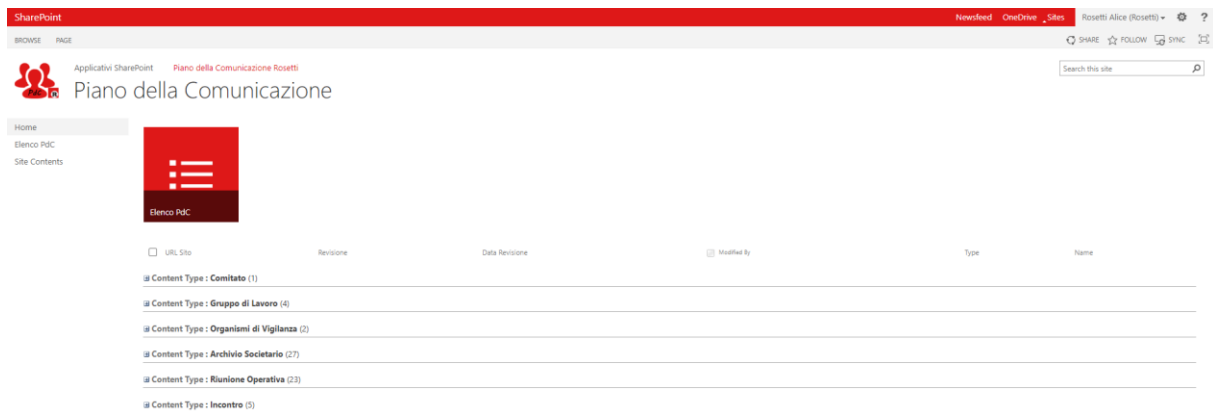 SharePoint Newsfeed OneDrive Sites Rosetti Alice (Rosetti) ?
BROWSE PAGE SHARE FOLLOW SYNC
Applicativi SharePoint Piano della Comunicazione Rosetti Search this site
Piano della Comunicazione
Home
Elenco PdC
Site Contents
Elenco PdC
URL Sito Revisione Data Revisione Modified By Type Name
Content Type : Comitato (1)
Content Type : Gruppo di Lavoro (4)
Content Type : Organismi di Vigilanza (2)
Content Type : Archivio Societario (27)
Content Type : Riunione Operativa (23)
Content Type : Incontro (5)